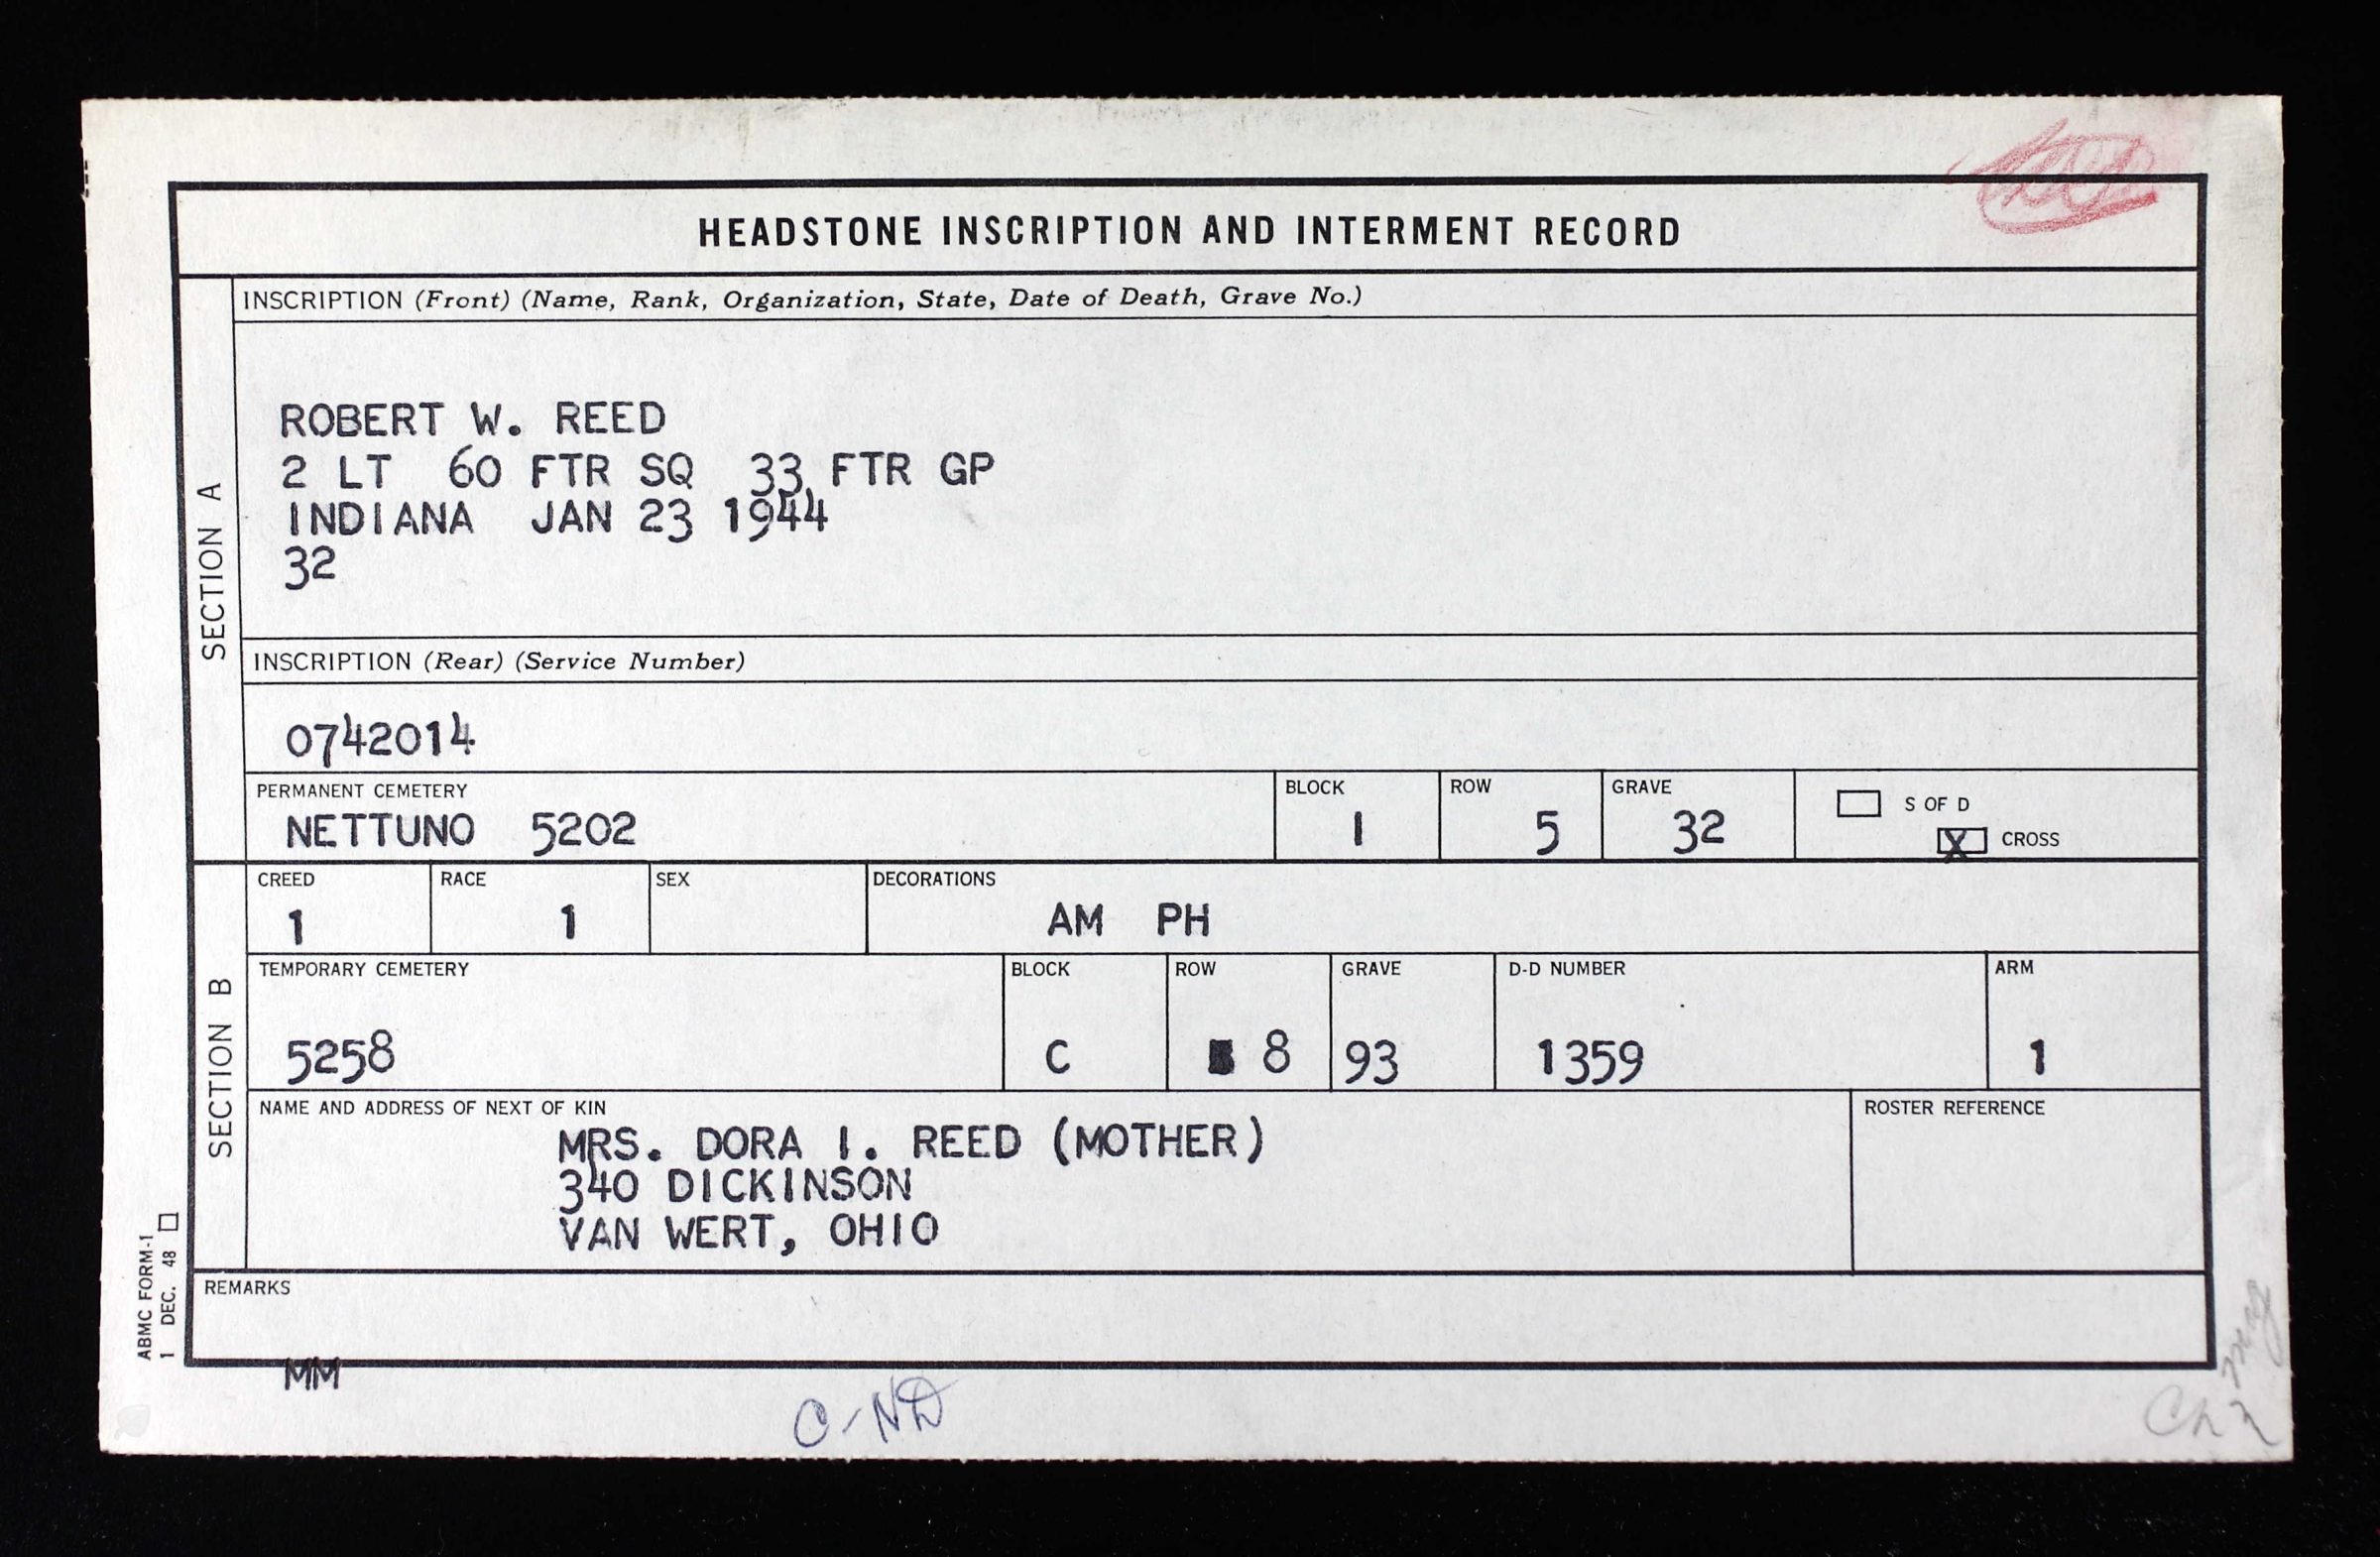 HEADSTONE INSCRIPTION AND INTERMENT RECORD
SECTION A
INSCRIPTION (Front) (Name, Rank, Organization, State, Date of Death, Grave No.)
ROBERT W. REED
2 LT 60 FTR SQ 33 FTR GP
INDIANA JAN 23 1944
32
INSCRIPTION (Rear) (Service Number)
0742014
PERMANENT CEMETERY BLOCK ROW GRAVE
NETTUNO 5202 1 5 32
S OF D
X CROSS
SECTION B
CREED RACE SEX DECORATIONS
1 1 AM PH
TEMPORARY CEMETERY BLOCK ROW GRAVE D-D NUMBER ARM
5258 C 8 93 1359 1
NAME AND ADDRESS OF NEXT OF KIN ROSTER REFERENCE
MRS. DORA I. REED (MOTHER)
340 DICKINSON
VAN WERT, OHIO
REMARKS
ABMC FORM-1
1 DEC. 48
MM
C-ND